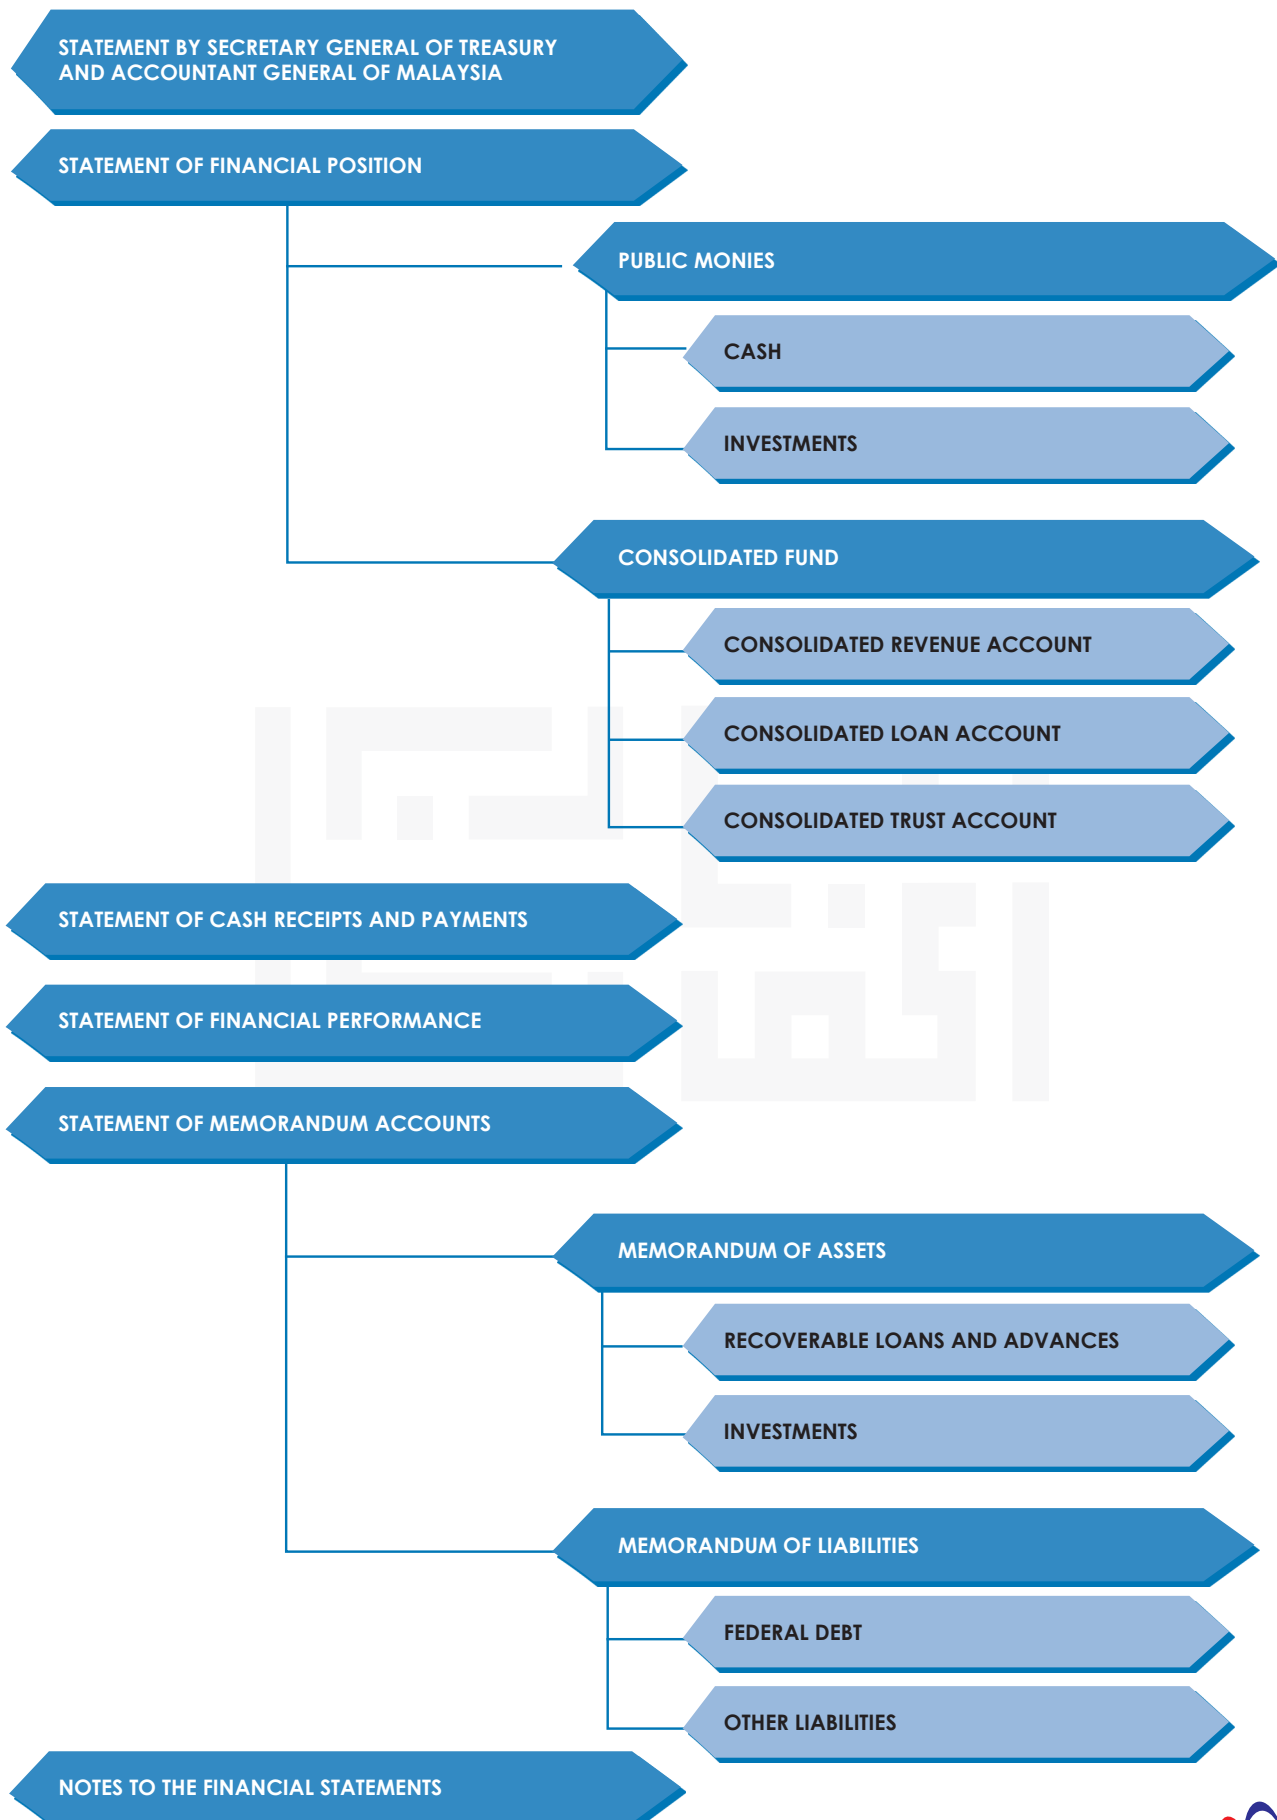 STATEMENT BY SECRETARY GENERAL OF TREASURY
AND ACCOUNTANT GENERAL OF MALAYSIA
STATEMENT OF FINANCIAL POSITION
PUBLIC MONIES
CASH
INVESTMENTS
CONSOLIDATED FUND
CONSOLIDATED REVENUE ACCOUNT
CONSOLIDATED LOAN ACCOUNT
CONSOLIDATED TRUST ACCOUNT
STATEMENT OF CASH RECEIPTS AND PAYMENTS
STATEMENT OF FINANCIAL PERFORMANCE
STATEMENT OF MEMORANDUM ACCOUNTS
MEMORANDUM OF ASSETS
RECOVERABLE LOANS AND ADVANCES
INVESTMENTS
MEMORANDUM OF LIABILITIES
FEDERAL DEBT
OTHER LIABILITIES
NOTES TO THE FINANCIAL STATEMENTS